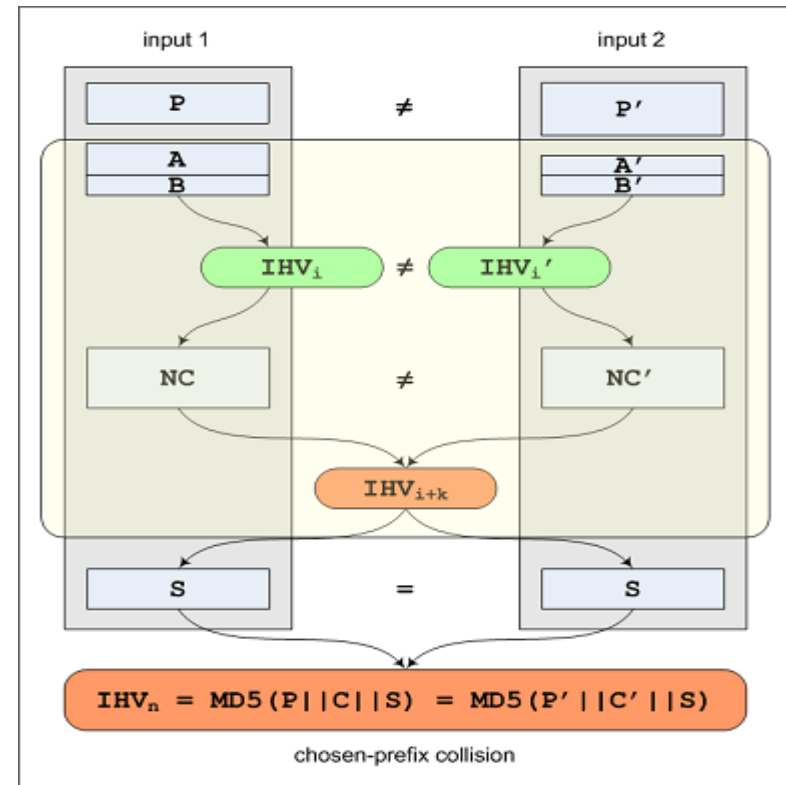 input 1 input 2
P ≠ P′
A A′
B B′
IHVᵢ ≠ IHVᵢ′
NC ≠ NC′
IHVᵢ₊ₖ
S = S
IHVₙ = MD5(P||C||S) = MD5(P′||C′||S)
chosen-prefix collision